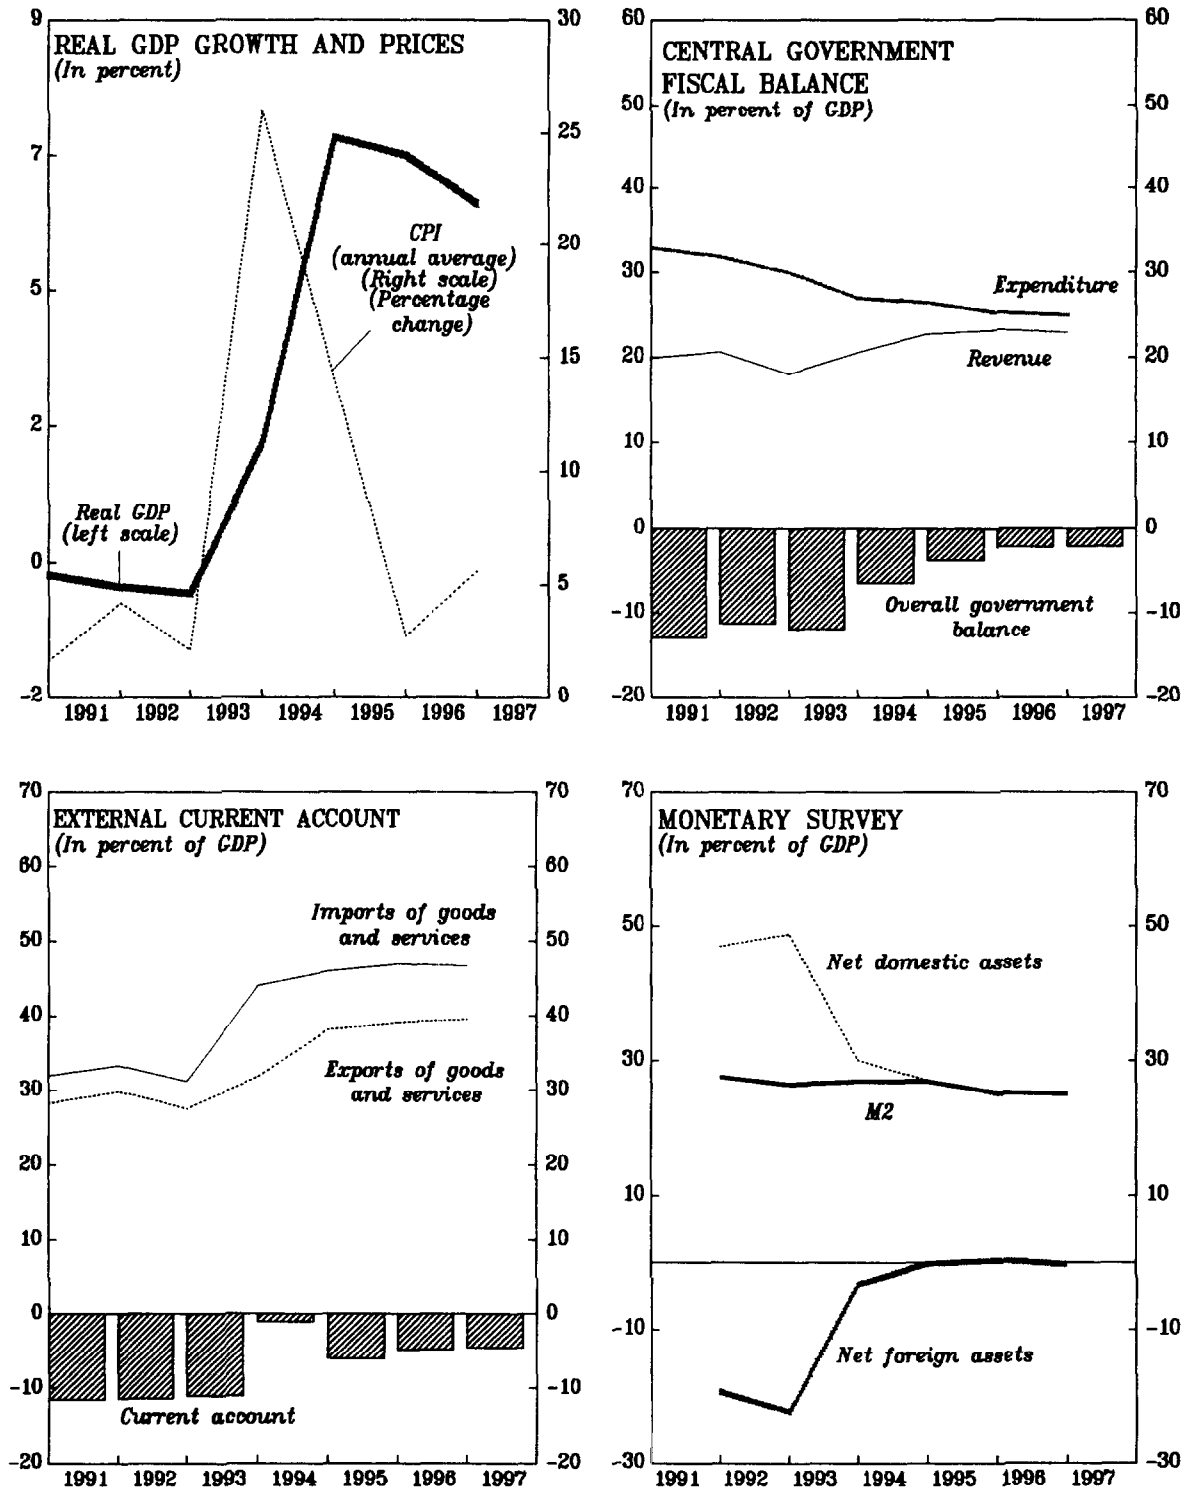 REAL GDP GROWTH AND PRICES
(In percent)
9
7
5
2
0
-2
30
25
20
15
10
5
0
CPI
(annual average)
(Right scale)
(Percentage
change)
Real GDP
(left scale)
1991 1992 1993 1994 1995 1996 1997
CENTRAL GOVERNMENT
FISCAL BALANCE
(In percent of GDP)
60
50
40
30
20
10
0
-10
-20
60
50
40
30
20
10
0
-10
-20
Expenditure
Revenue
Overall government
balance
1991 1992 1993 1994 1995 1996 1997
EXTERNAL CURRENT ACCOUNT
(In percent of GDP)
70
60
50
40
30
20
10
0
-10
-20
70
60
50
40
30
20
10
0
-10
-20
Imports of goods
and services
Exports of goods
and services
Current account
1991 1992 1993 1994 1995 1996 1997
MONETARY SURVEY
(In percent of GDP)
70
50
30
10
-10
-30
70
50
30
10
-10
-30
Net domestic assets
M2
Net foreign assets
1991 1992 1993 1994 1995 1996 1997